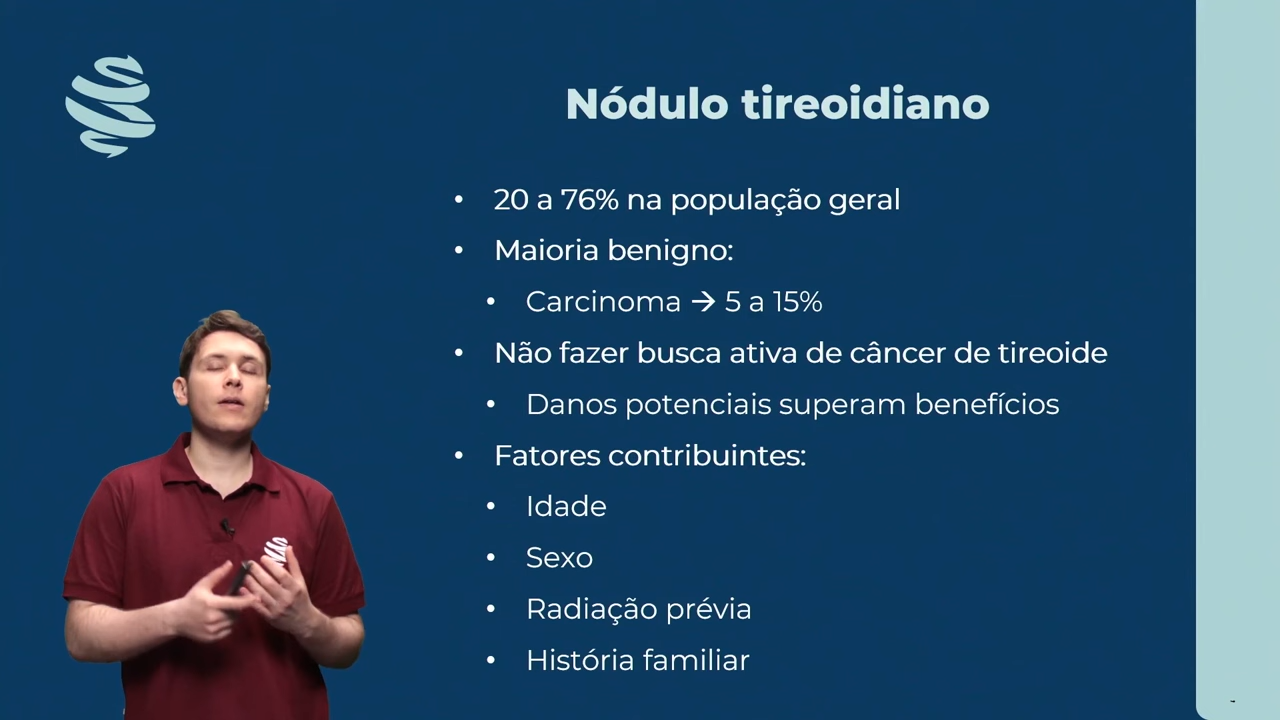 Nódulo tireoidiano
• 20 a 76% na população geral
• Maioria benigno:
• Carcinoma → 5 a 15%
• Não fazer busca ativa de câncer de tireoide
• Danos potenciais superam benefícios
• Fatores contribuintes:
• Idade
• Sexo
• Radiação prévia
• História familiar